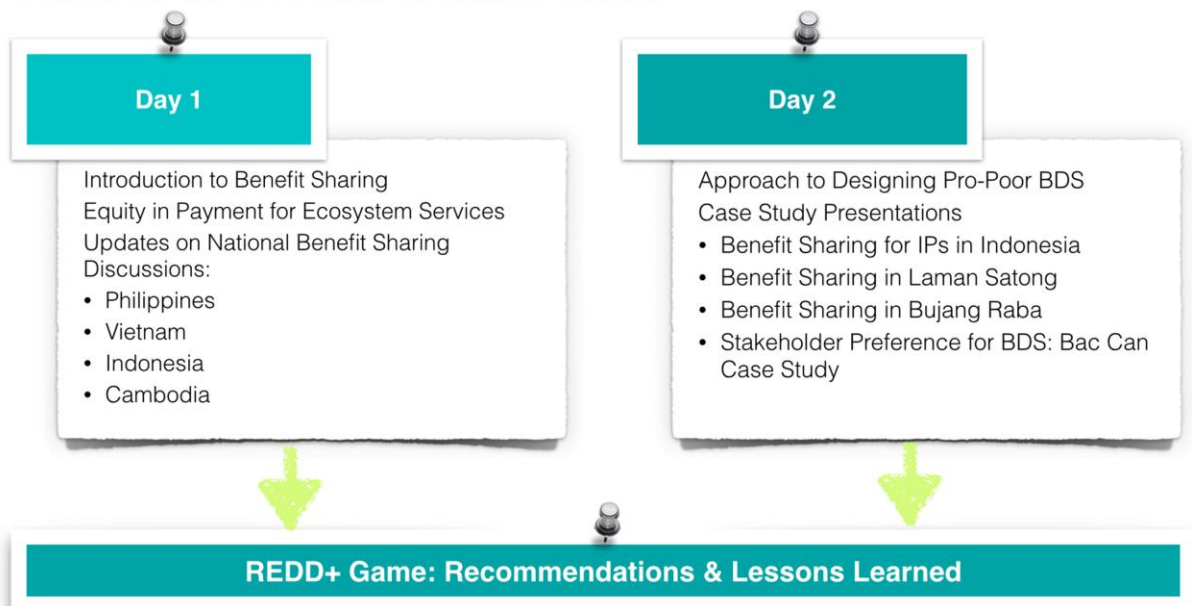 Day 1
Introduction to Benefit Sharing
Equity in Payment for Ecosystem Services
Updates on National Benefit Sharing
Discussions:
• Philippines
• Vietnam
• Indonesia
• Cambodia
Day 2
Approach to Designing Pro-Poor BDS
Case Study Presentations
• Benefit Sharing for IPs in Indonesia
• Benefit Sharing in Laman Satong
• Benefit Sharing in Bujang Raba
• Stakeholder Preference for BDS: Bac Can
Case Study
REDD+ Game: Recommendations & Lessons Learned